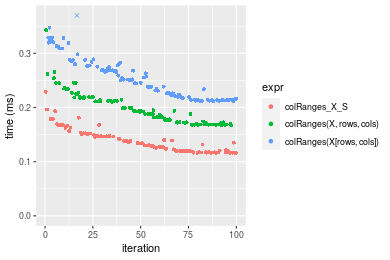 time (ms)
0.3
0.2
0.1
0.0
0
25
50
75
100
iteration
expr
colRanges_X_S
colRanges(X, rows, cols)
colRanges(X[rows, cols])